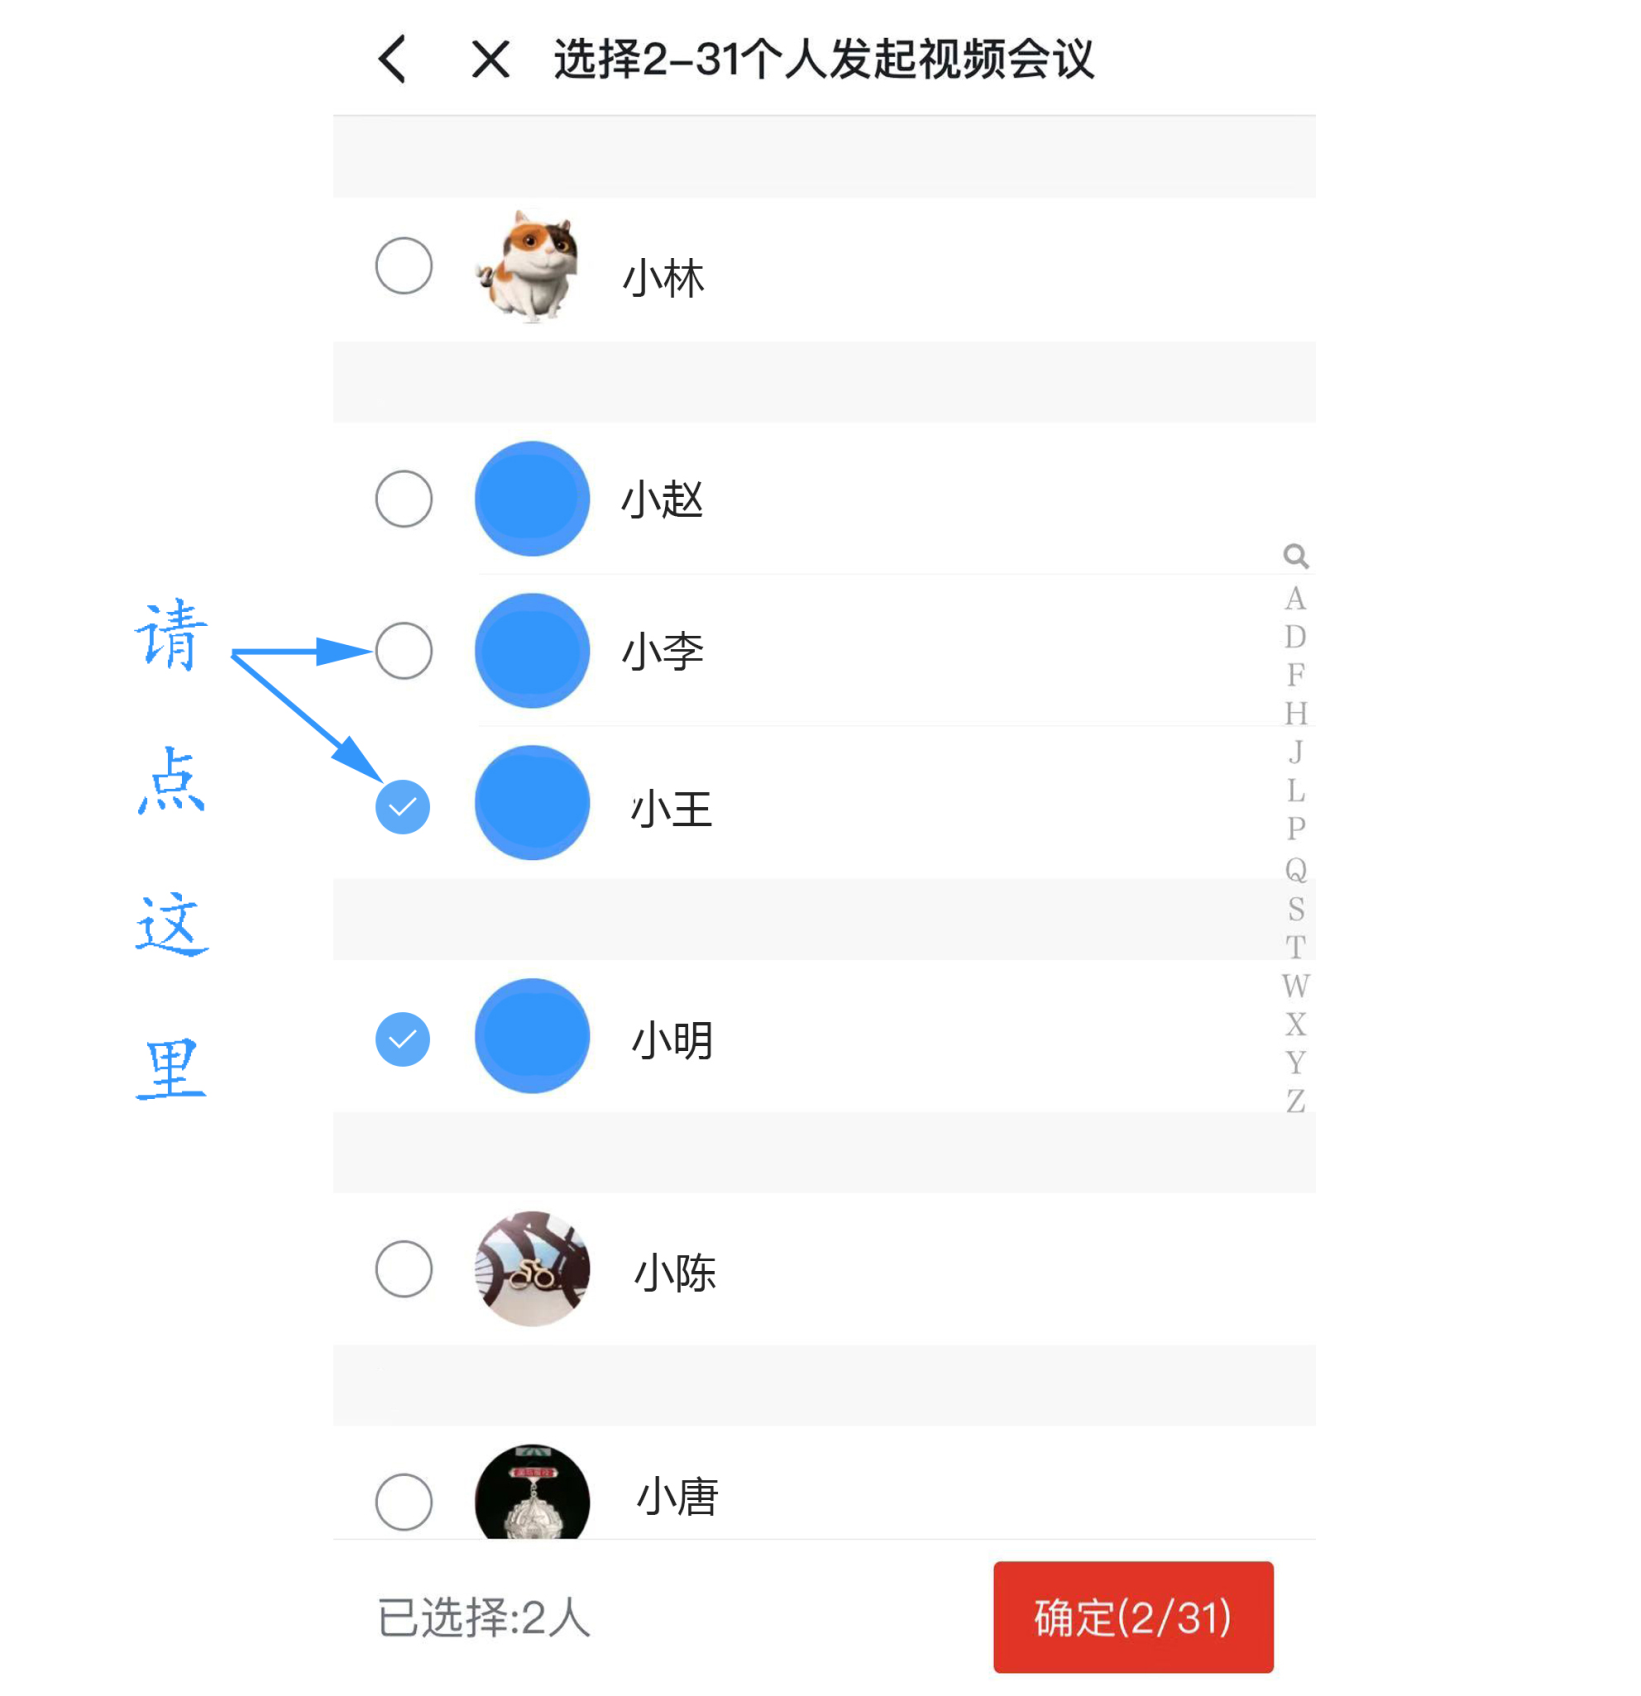 选择2-31个人发起视频会议
小林
小赵
小李
小王
小明
小陈
小唐
请
点
这
里
A
D
F
H
J
L
P
Q
S
T
W
X
Y
Z
已选择:2人
确定(2/31)